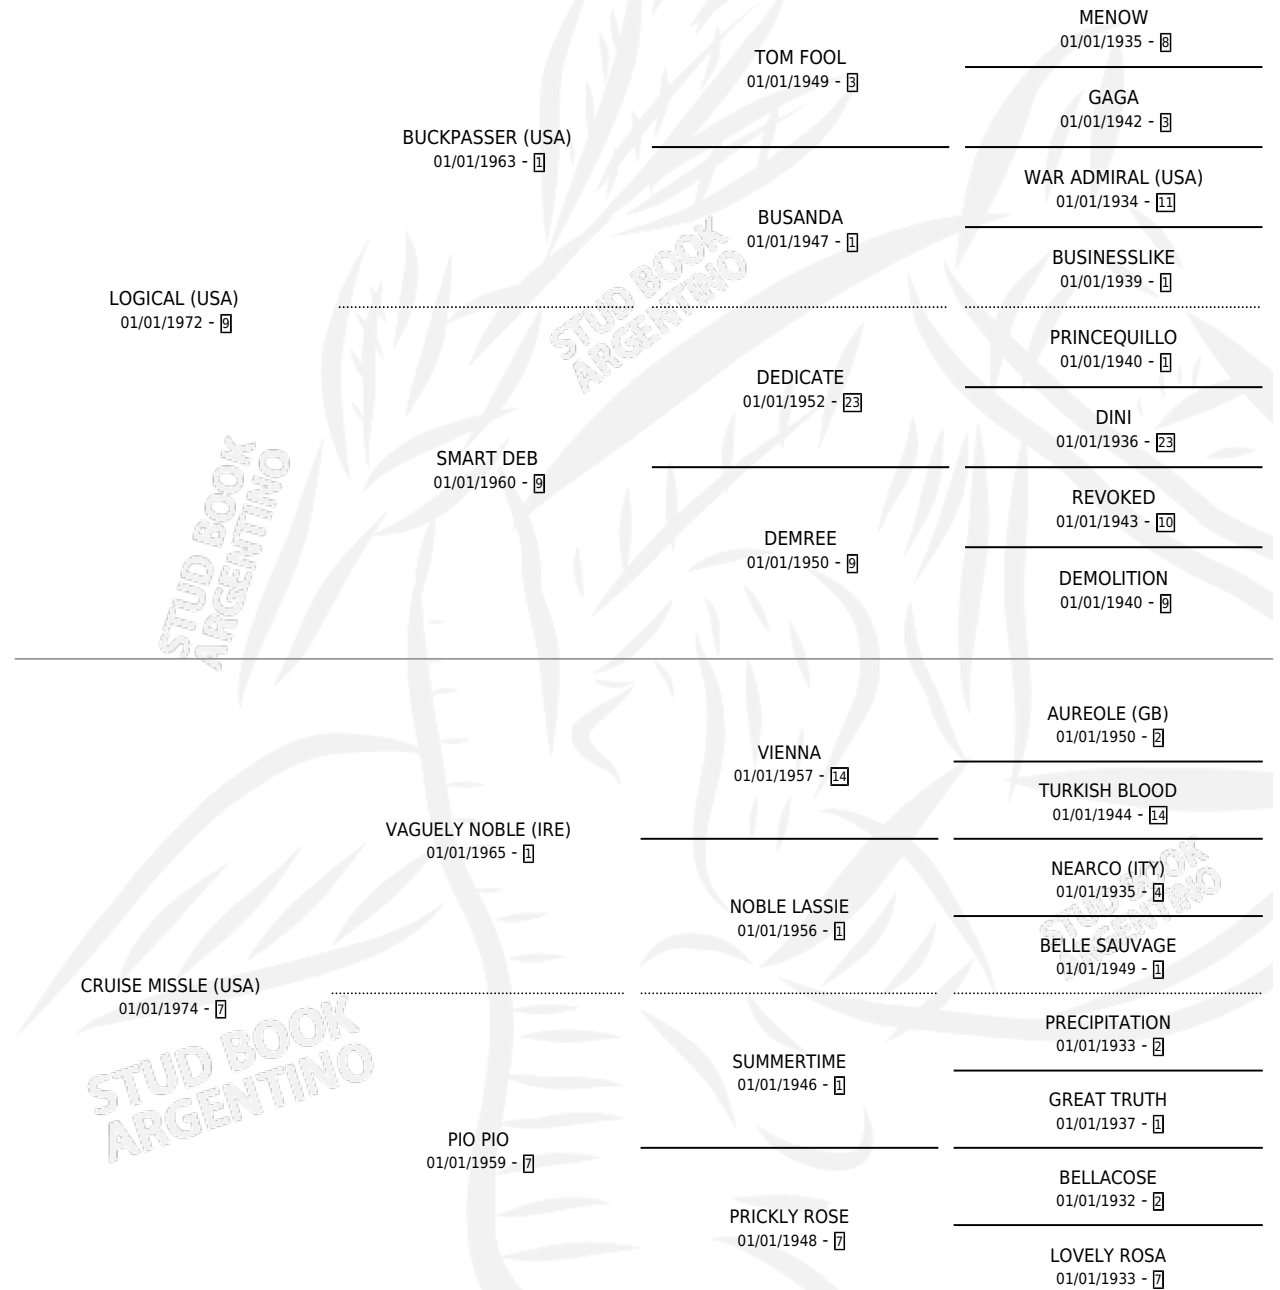 MENOW
01/01/1935 - 8
TOM FOOL
01/01/1949 - 3
GAGA
01/01/1942 - 3
BUCKPASSER (USA)
01/01/1963 - 1
WAR ADMIRAL (USA)
01/01/1934 - 11
BUSANDA
01/01/1947 - 1
BUSINESSLIKE
01/01/1939 - 1
LOGICAL (USA)
01/01/1972 - 9
PRINCEQUILLO
01/01/1940 - 1
DEDICATE
01/01/1952 - 23
DINI
01/01/1936 - 23
SMART DEB
01/01/1960 - 9
REVOKED
01/01/1943 - 10
DEMREE
01/01/1950 - 9
DEMOLITION
01/01/1940 - 9
AUREOLE (GB)
01/01/1950 - 2
VIENNA
01/01/1957 - 14
TURKISH BLOOD
01/01/1944 - 14
VAGUELY NOBLE (IRE)
01/01/1965 - 1
NEARCO (ITY)
01/01/1935 - 4
NOBLE LASSIE
01/01/1956 - 1
BELLE SAUVAGE
01/01/1949 - 1
CRUISE MISSLE (USA)
01/01/1974 - 7
PRECIPITATION
01/01/1933 - 2
SUMMERTIME
01/01/1946 - 1
GREAT TRUTH
01/01/1937 - 1
PIO PIO
01/01/1959 - 7
BELLACOSE
01/01/1932 - 2
PRICKLY ROSE
01/01/1948 - 7
LOVELY ROSA
01/01/1933 - 7
STUD BOOK
ARGENTINO
STUD BOOK
ARGENTINO
STUD BOOK
ARGENTINO
STUD BOOK
ARGENTINO